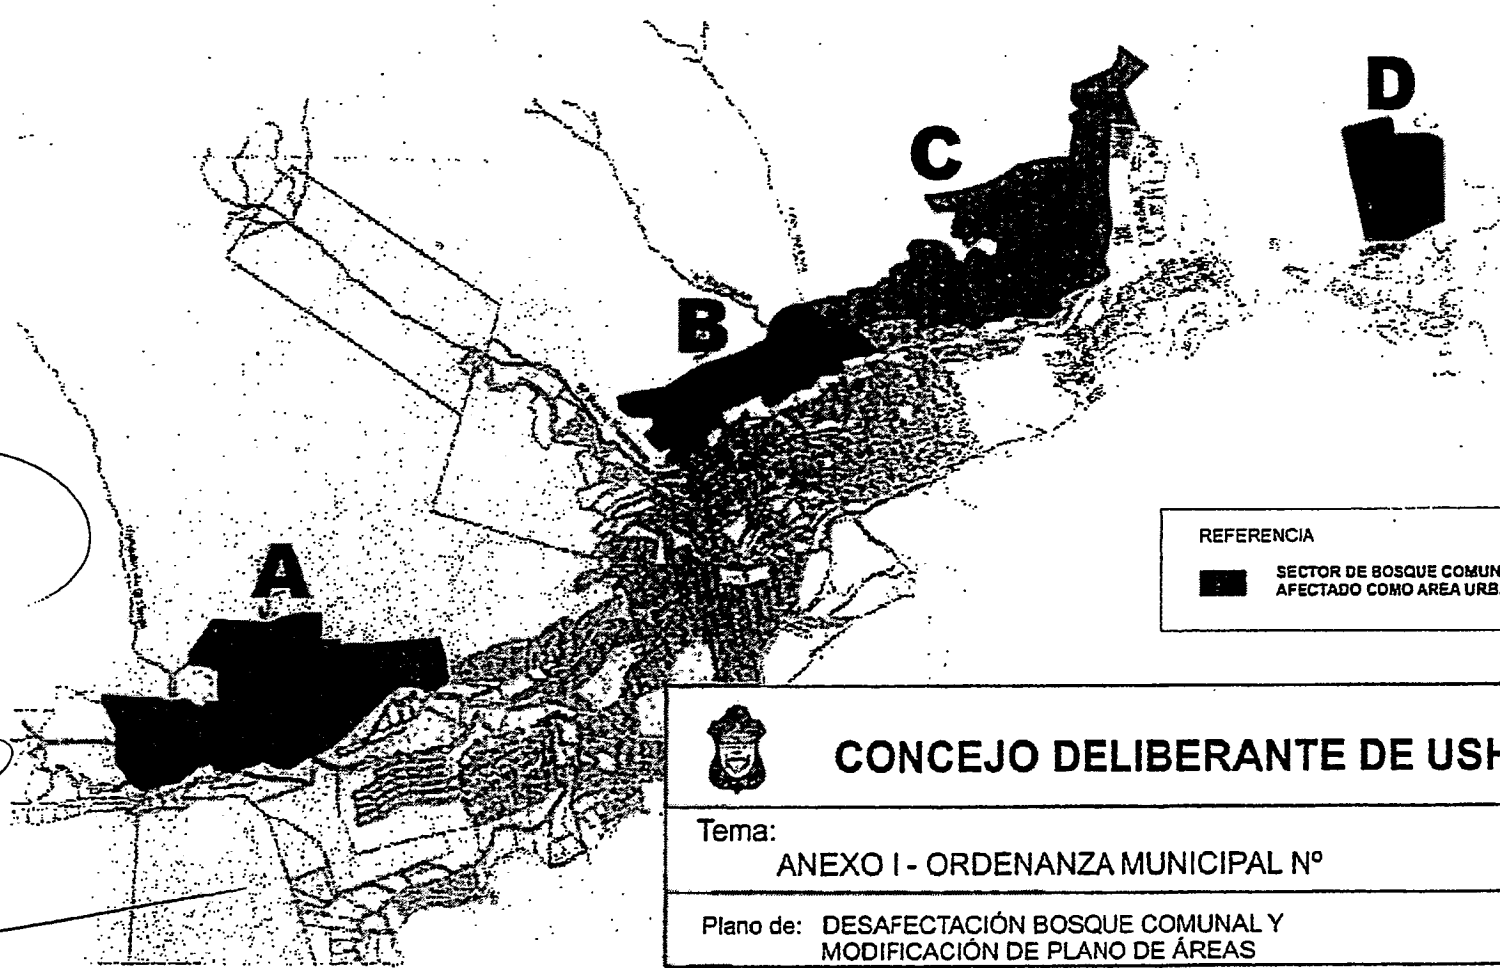 D
C
B
A
REFERENCIA
SECTOR DE BOSQUE COMUN
AFECTADO COMO AREA URB
CONCEJO DELIBERANTE DE USH
Tema:
ANEXO I - ORDENANZA MUNICIPAL Nº
Plano de: DESAFECTACIÓN BOSQUE COMUNAL Y
MODIFICACIÓN DE PLANO DE ÁREAS